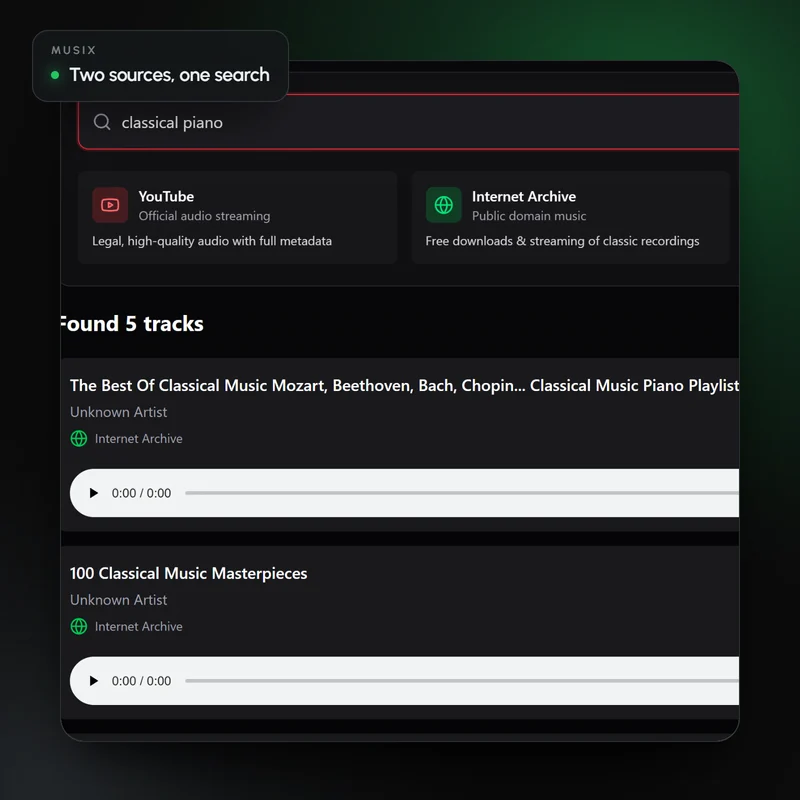 MUSIX
Two sources, one search
classical piano
YouTube
Official audio streaming
Legal, high-quality audio with full metadata
Internet Archive
Public domain music
Free downloads & streaming of classic recordings
Found 5 tracks
The Best Of Classical Music Mozart, Beethoven, Bach, Chopin... Classical Music Piano Playlist
Unknown Artist
Internet Archive
0:00 / 0:00
100 Classical Music Masterpieces
Unknown Artist
Internet Archive
0:00 / 0:00